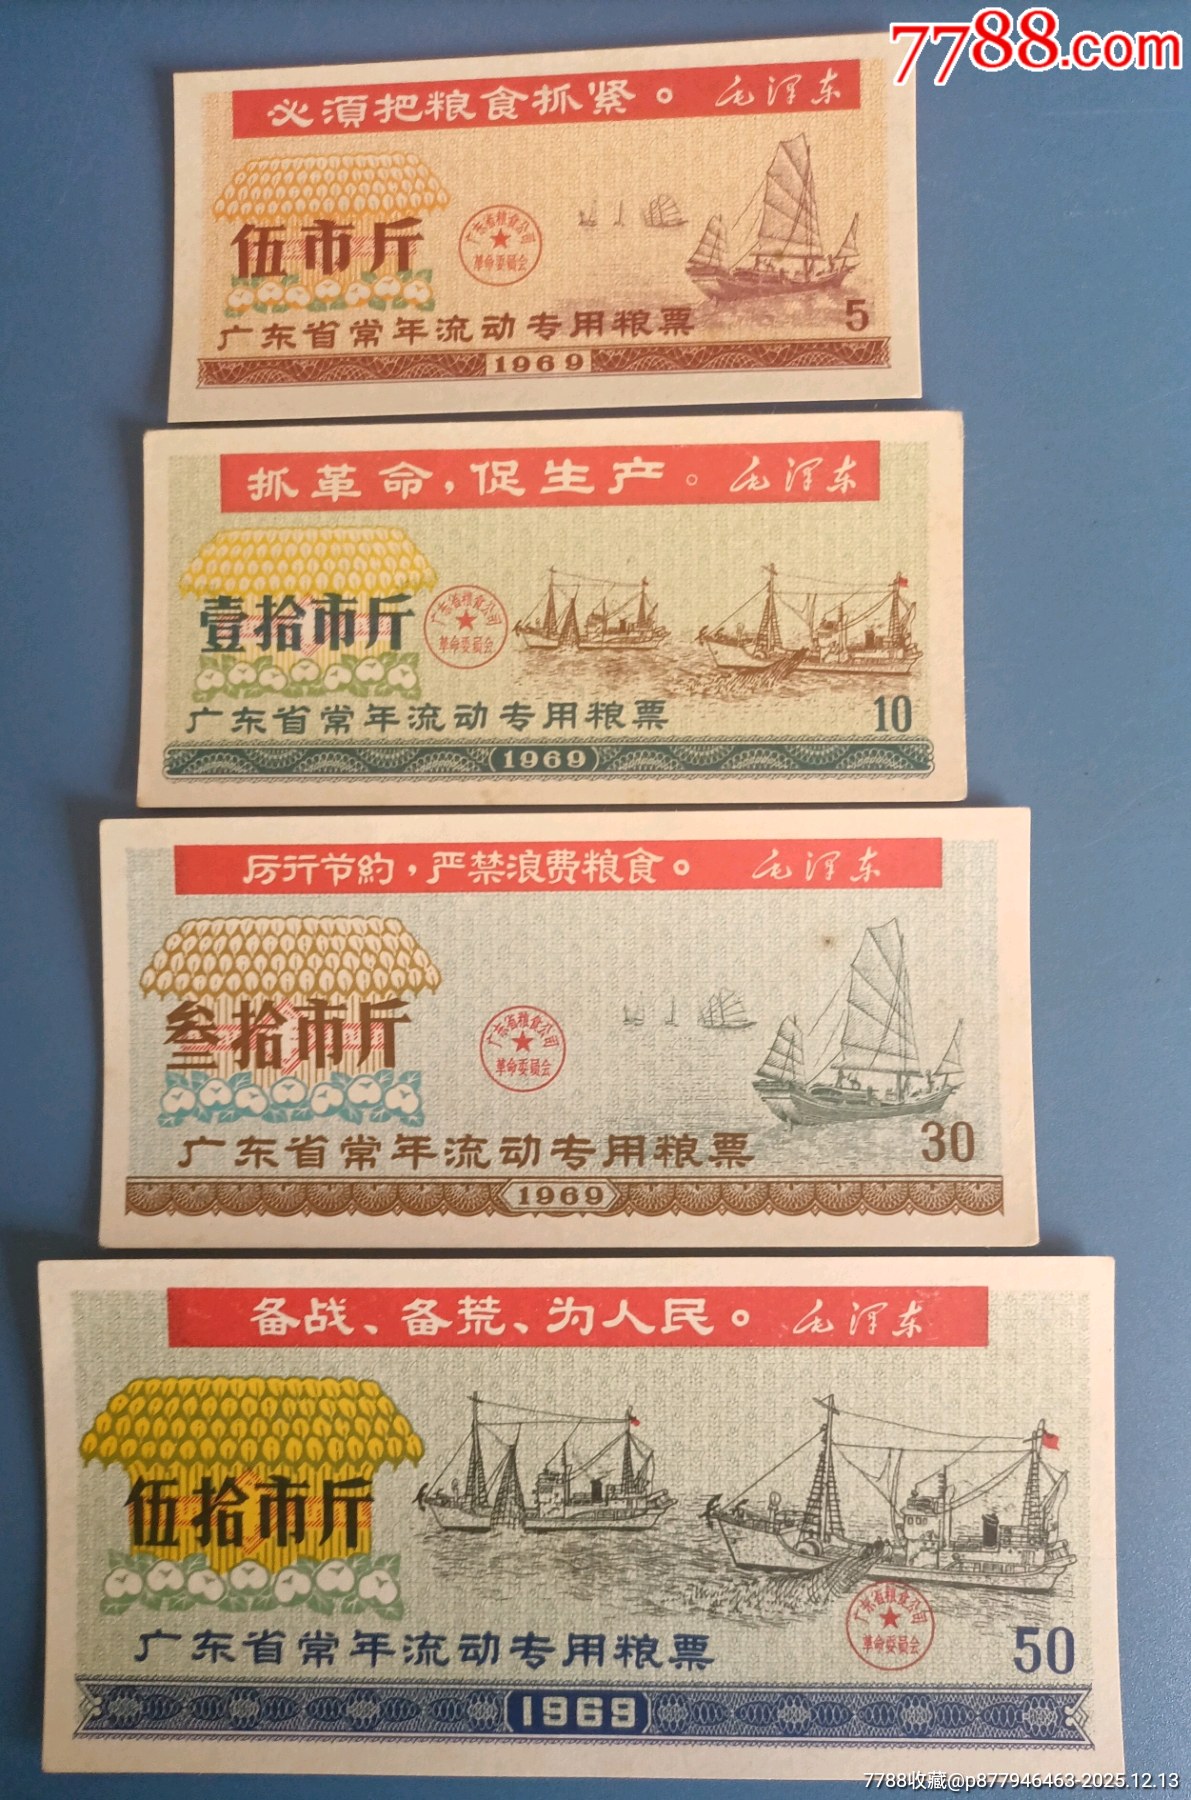 7788.com
必須把粮食抓紧。 毛泽东
伍市斤
广东省粮食公司
革命委员会
广东省常年流动专用粮票
5
1969
抓革命，促生产。 毛泽东
壹拾市斤
广东省粮食公司
革命委员会
广东省常年流动专用粮票
10
1969
厉行节約，严禁浪费粮食。 毛泽东
叁拾市斤
广东省粮食公司
革命委员会
广东省常年流动专用粮票
30
1969
备战、备荒、为人民。 毛泽东
伍拾市斤
广东省粮食公司
革命委员会
广东省常年流动专用粮票
50
1969
7788收藏@p877946463-2025.12.13